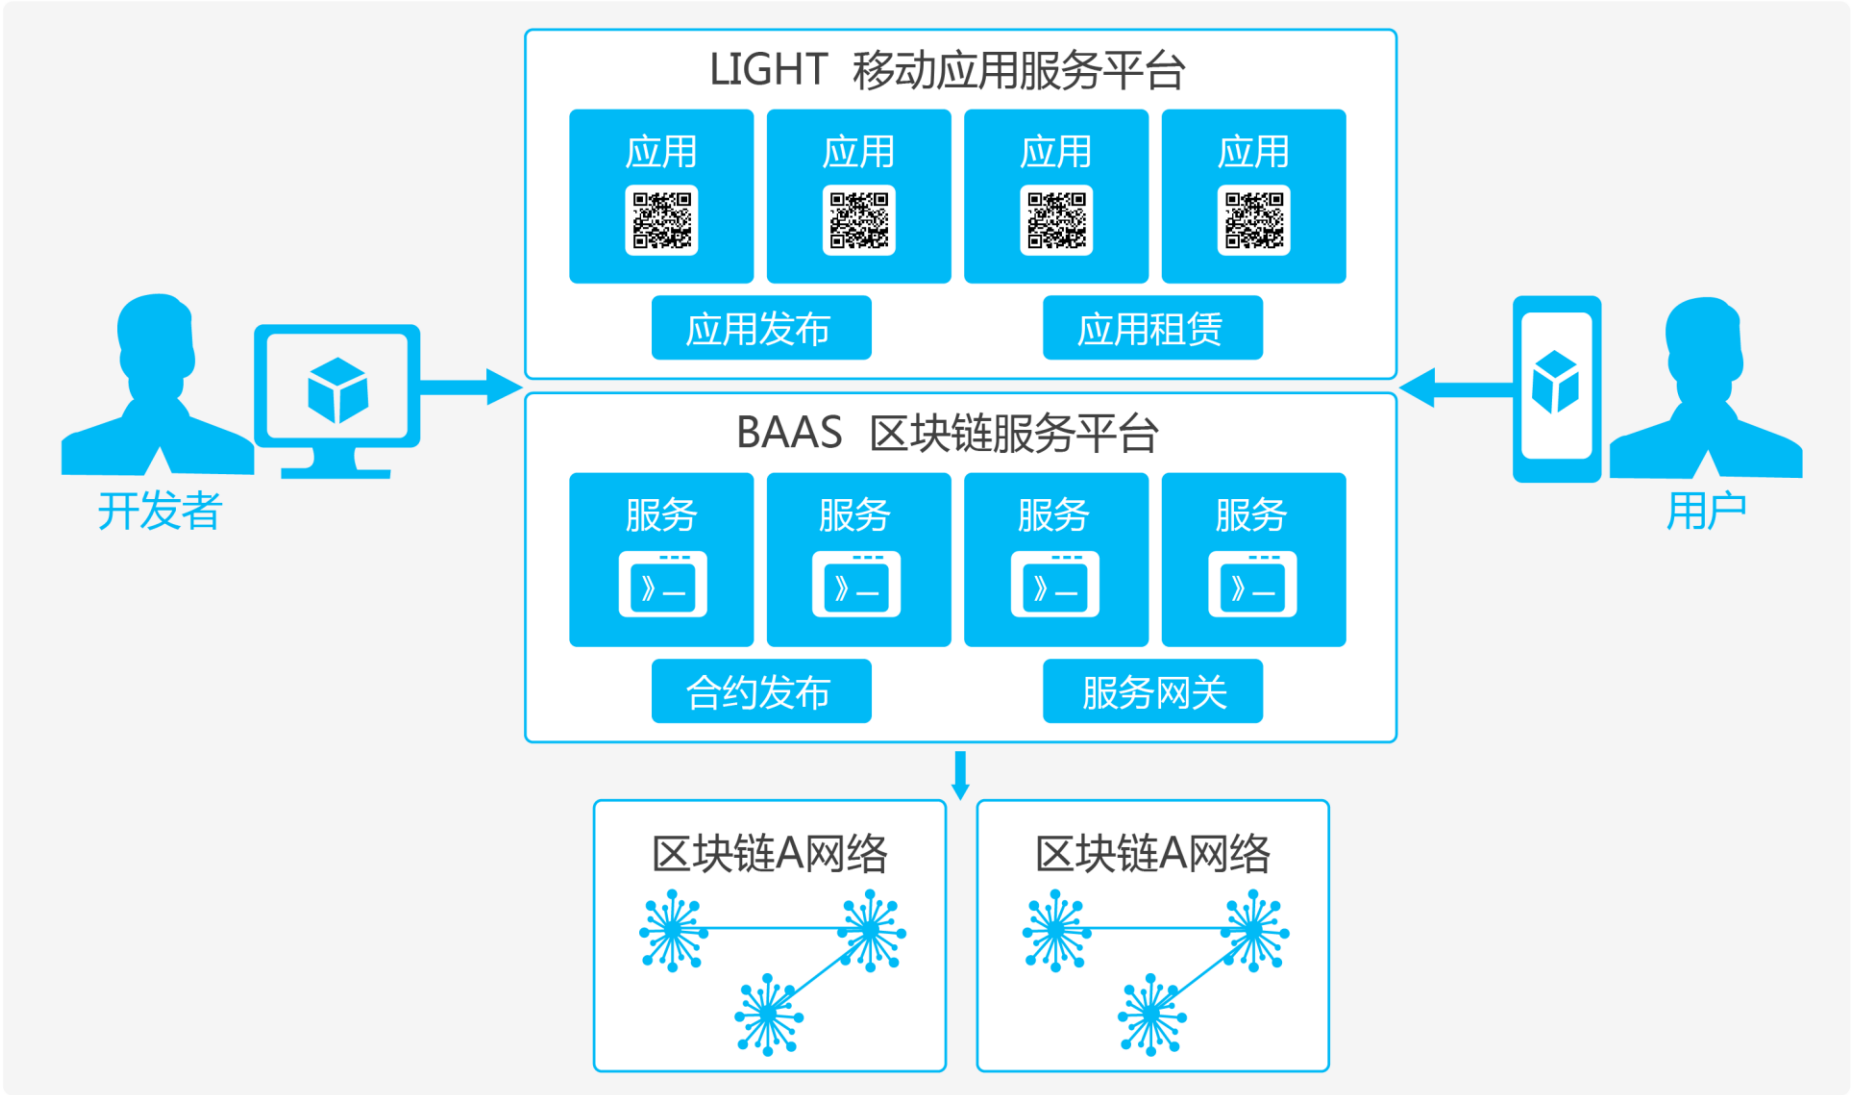 LIGHT 移动应用服务平台
应用 应用 应用 应用
应用发布 应用租赁
开发者
用户
BAAS 区块链服务平台
服务 服务 服务 服务
合约发布 服务网关
区块链A网络 区块链A网络